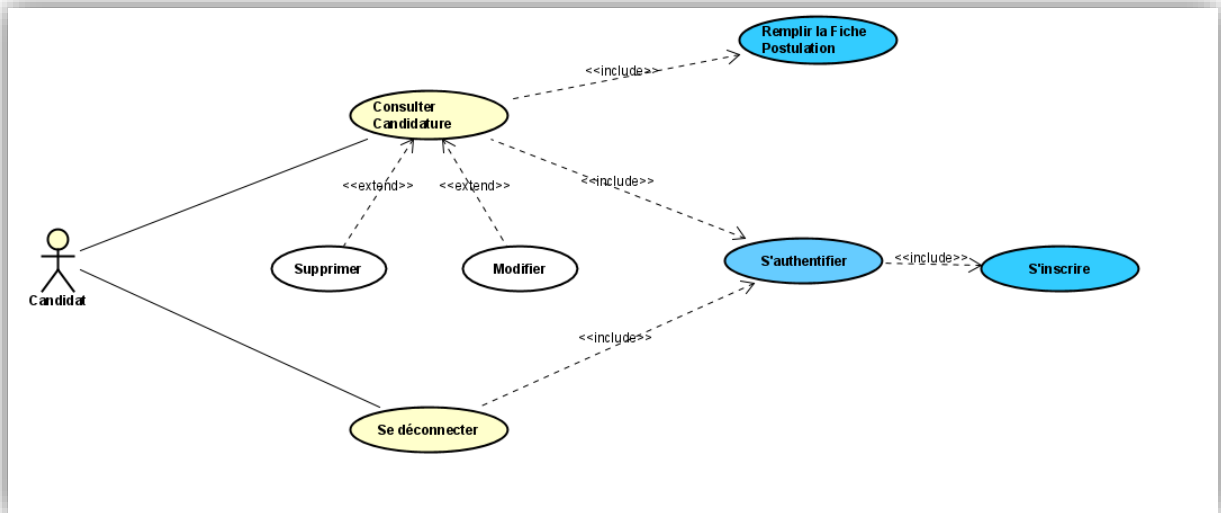 Remplir la Fiche
Postulation
<<include>>
Consulter
Candidature
<<extend>>
<<extend>>
<<include>>
Supprimer
Modifier
S'authentifier
<<include>>
S'inscrire
Candidat
<<include>>
Se déconnecter